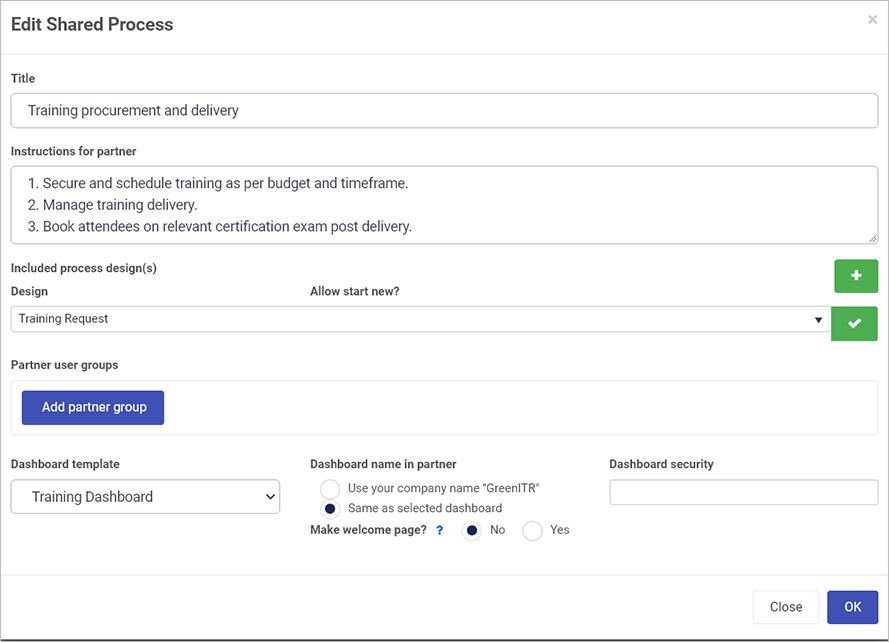 Edit Shared Process
×
Title
Training procurement and delivery
Instructions for partner
1. Secure and schedule training as per budget and timeframe.
2. Manage training delivery.
3. Book attendees on relevant certification exam post delivery.
Included process design(s)
Design Allow start new?
Training Request
Partner user groups
Add partner group
Dashboard template
Training Dashboard
Dashboard name in partner
Use your company name "GreenITR"
Same as selected dashboard
Make welcome page? ? No Yes
Dashboard security
Close OK